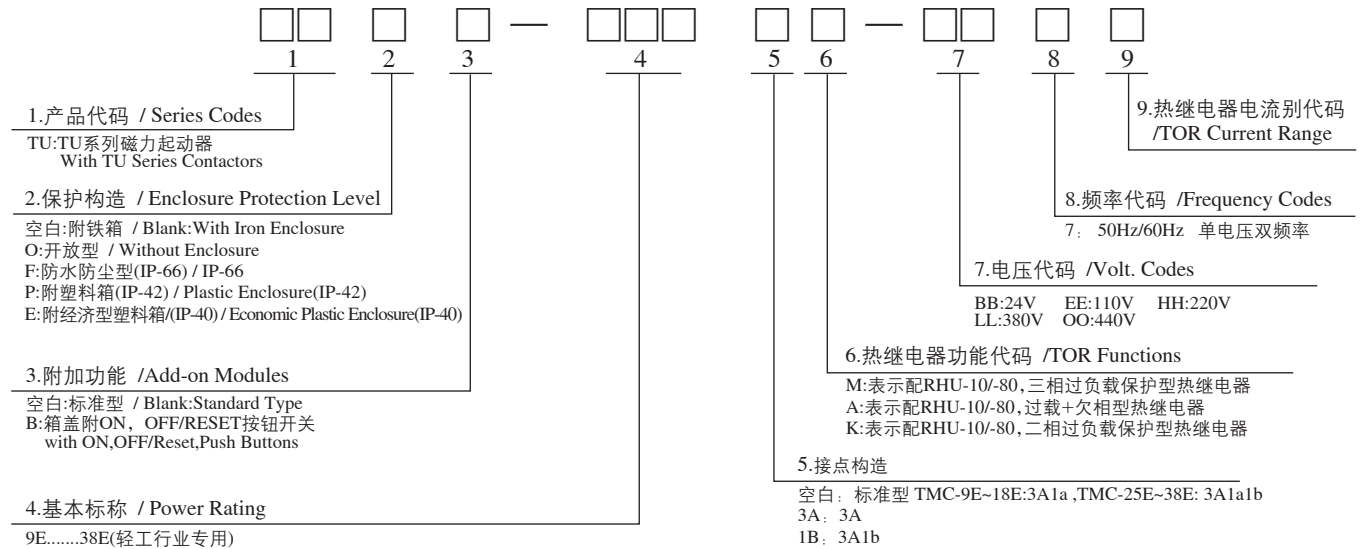 1 2 3 4 5 6 7 8 9
1.产品代码 / Series Codes
TU:TU系列磁力起动器
With TU Series Contactors
2.保护构造 / Enclosure Protection Level
空白:附铁箱 / Blank:With Iron Enclosure
O:开放型 / Without Enclosure
F:防水防尘型(IP-66) / IP-66
P:附塑料箱(IP-42) / Plastic Enclosure(IP-42)
E:附经济型塑料箱/(IP-40) / Economic Plastic Enclosure(IP-40)
3.附加功能 /Add-on Modules
空白:标准型 / Blank:Standard Type
B:箱盖附ON, OFF/RESET按钮开关
with ON,OFF/Reset,Push Buttons
4.基本标称 / Power Rating
9E.......38E(轻工行业专用)
9.热继电器电流别代码
/TOR Current Range
8.频率代码 /Frequency Codes
7: 50Hz/60Hz 单电压双频率
7.电压代码 /Volt. Codes
BB:24V EE:110V HH:220V
LL:380V OO:440V
6.热继电器功能代码 /TOR Functions
M:表示配RHU-10/-80,三相过负载保护型热继电器
A:表示配RHU-10/-80,过载+欠相型热继电器
K:表示配RHU-10/-80,二相过负载保护型热继电器
5.接点构造
空白: 标准型 TMC-9E~18E:3A1a ,TMC-25E~38E: 3A1a1b
3A: 3A
1B: 3A1b